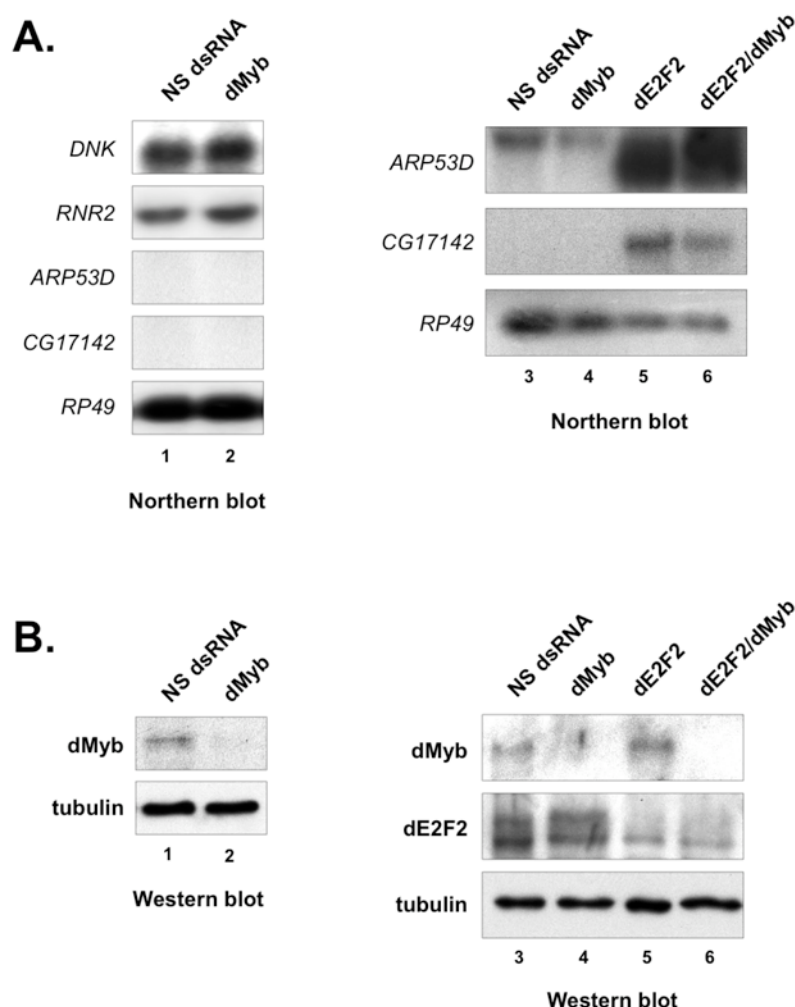 A.
NS dsRNA
dMyb
DNK
RNR2
ARP53D
CG17142
RP49
1 2
Northern blot
NS dsRNA
dMyb
dE2F2
dE2F2/dMyb
ARP53D
CG17142
RP49
3 4 5 6
Northern blot
B.
NS dsRNA
dMyb
dMyb
tubulin
1 2
Western blot
NS dsRNA
dMyb
dE2F2
dE2F2/dMyb
dMyb
dE2F2
tubulin
3 4 5 6
Western blot